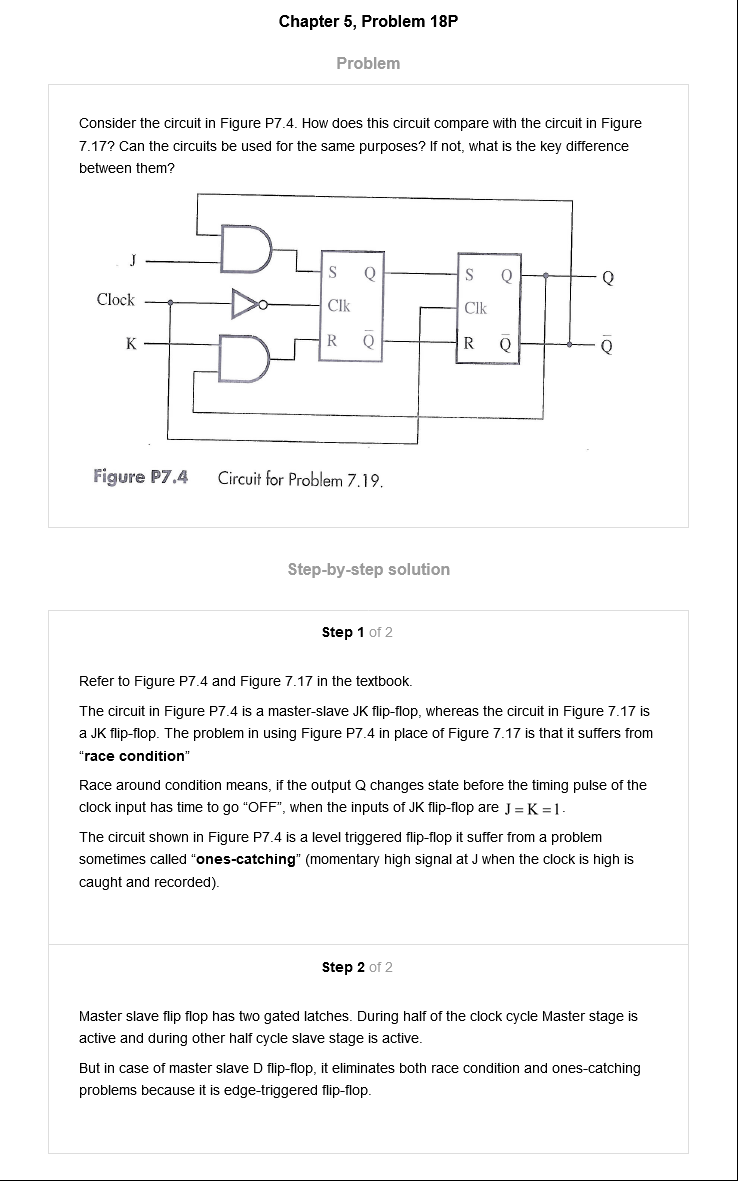 Chapter 5, Problem 18P
Problem
Consider the circuit in Figure P7.4. How does this circuit compare with the circuit in Figure
7.17? Can the circuits be used for the same purposes? If not, what is the key difference
between them?
J
S Q
S Q
Q
Clock
Clk
Clk
K
R Q̅
R Q̅
Q̅
Figure P7.4 Circuit for Problem 7.19.
Step-by-step solution
Step 1 of 2
Refer to Figure P7.4 and Figure 7.17 in the textbook.
The circuit in Figure P7.4 is a master-slave JK flip-flop, whereas the circuit in Figure 7.17 is
a JK flip-flop. The problem in using Figure P7.4 in place of Figure 7.17 is that it suffers from
“race condition”
Race around condition means, if the output Q changes state before the timing pulse of the
clock input has time to go “OFF”, when the inputs of JK flip-flop are J = K = 1.
The circuit shown in Figure P7.4 is a level triggered flip-flop it suffer from a problem
sometimes called “ones-catching” (momentary high signal at J when the clock is high is
caught and recorded).
Step 2 of 2
Master slave flip flop has two gated latches. During half of the clock cycle Master stage is
active and during other half cycle slave stage is active.
But in case of master slave D flip-flop, it eliminates both race condition and ones-catching
problems because it is edge-triggered flip-flop.